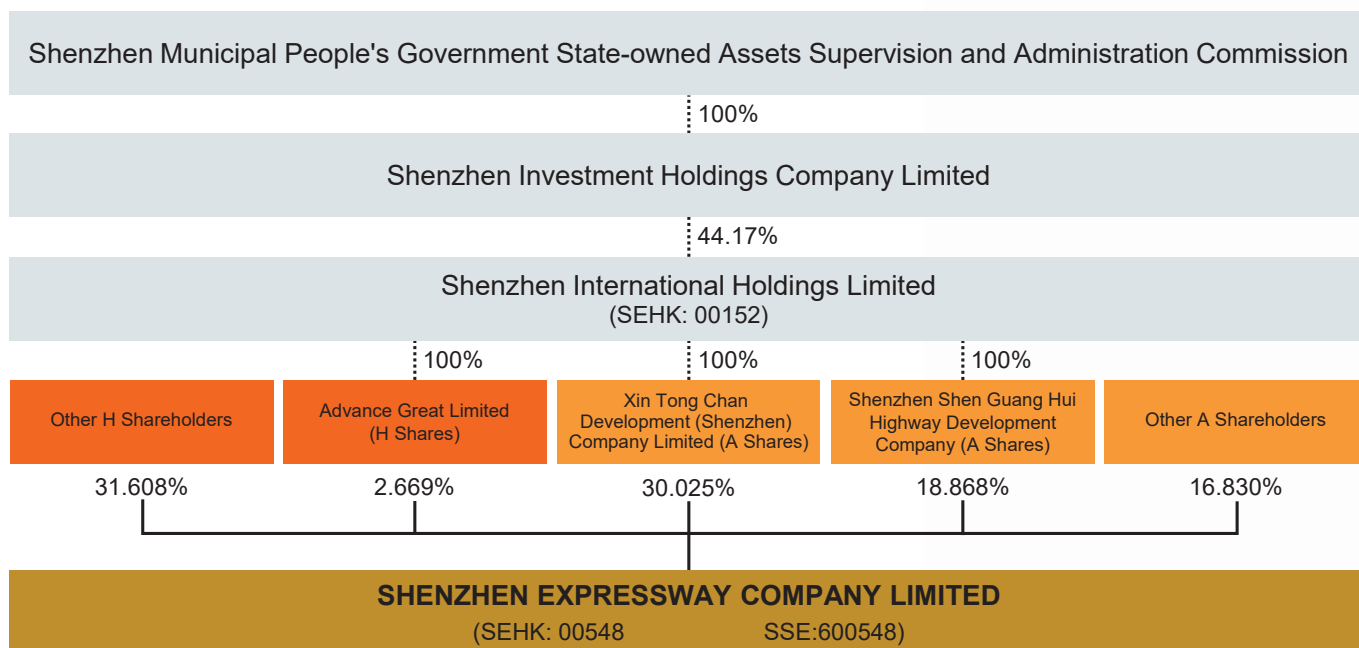 Shenzhen Municipal People's Government State-owned Assets Supervision and Administration Commission
100%
Shenzhen Investment Holdings Company Limited
44.17%
Shenzhen International Holdings Limited
(SEHK: 00152)
100%
100%
100%
Other H Shareholders
Advance Great Limited
(H Shares)
Xin Tong Chan
Development (Shenzhen)
Company Limited (A Shares)
Shenzhen Shen Guang Hui
Highway Development
Company (A Shares)
Other A Shareholders
31.608%
2.669%
30.025%
18.868%
16.830%
SHENZHEN EXPRESSWAY COMPANY LIMITED
(SEHK: 00548 SSE:600548)